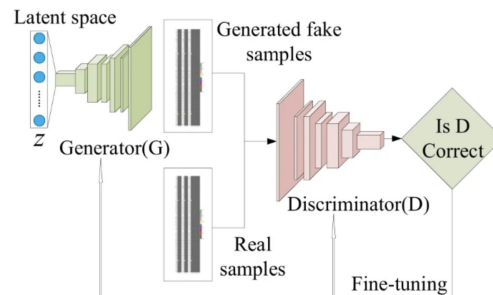 Latent space
Generated fake
samples
z
Generator(G)
Is D
Correct
Discriminator(D)
Real
samples
Fine-tuning